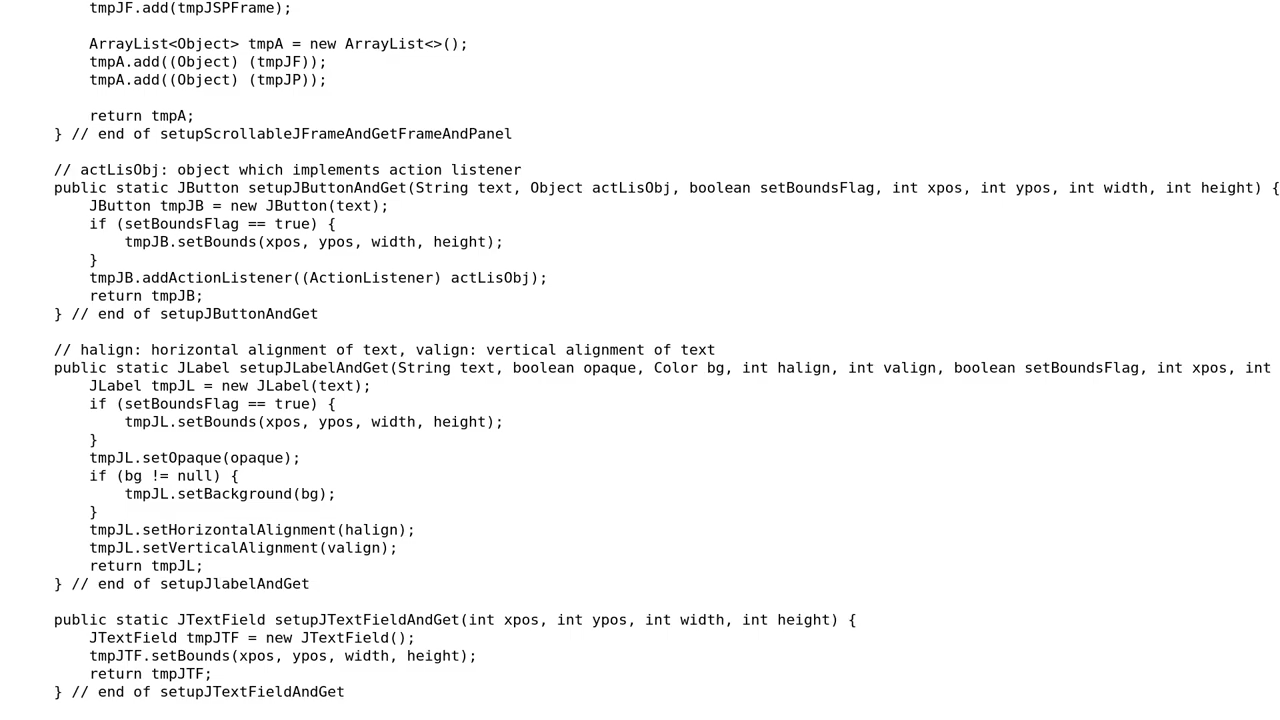 tmpJF.add(tmpJSPFrame);
ArrayList<Object> tmpA = new ArrayList<>();
tmpA.add((Object) (tmpJF));
tmpA.add((Object) (tmpJP));
return tmpA;
} // end of setupScrollableJFrameAndGetFrameAndPanel
// actLisObj: object which implements action listener
public static JButton setupJButtonAndGet(String text, Object actLisObj, boolean setBoundsFlag, int xpos, int ypos, int width, int height) {
JButton tmpJB = new JButton(text);
if (setBoundsFlag == true) {
tmpJB.setBounds(xpos, ypos, width, height);
}
tmpJB.addActionListener((ActionListener) actLisObj);
return tmpJB;
} // end of setupJButtonAndGet
// halign: horizontal alignment of text, valign: vertical alignment of text
public static JLabel setupJLabelAndGet(String text, boolean opaque, Color bg, int halign, int valign, boolean setBoundsFlag, int xpos, int
JLabel tmpJL = new JLabel(text);
if (setBoundsFlag == true) {
tmpJL.setBounds(xpos, ypos, width, height);
}
tmpJL.setOpaque(opaque);
if (bg != null) {
tmpJL.setBackground(bg);
}
tmpJL.setHorizontalAlignment(halign);
tmpJL.setVerticalAlignment(valign);
return tmpJL;
} // end of setupJlabelAndGet
public static JTextField setupJTextFieldAndGet(int xpos, int ypos, int width, int height) {
JTextField tmpJTF = new JTextField();
tmpJTF.setBounds(xpos, ypos, width, height);
return tmpJTF;
} // end of setupJTextFieldAndGet